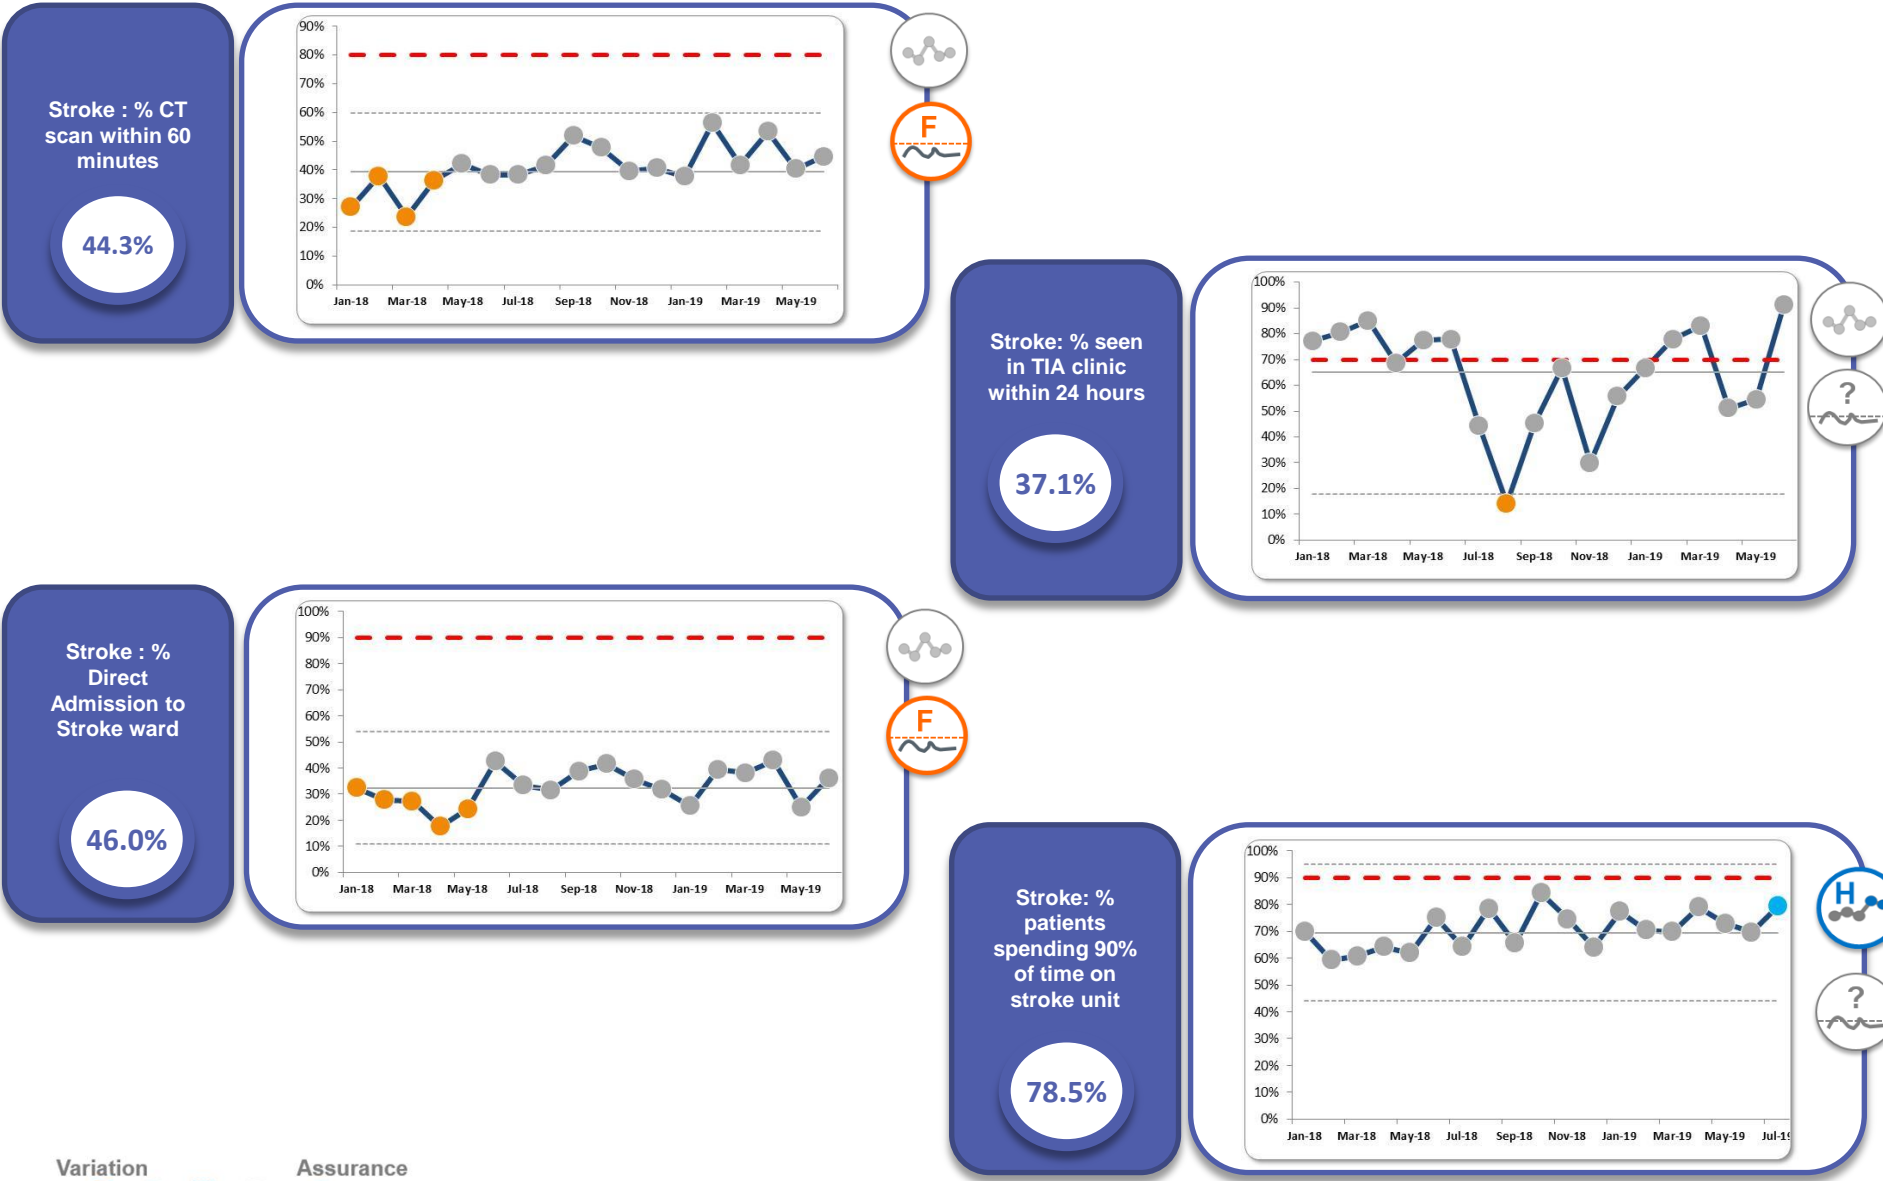 Stroke : % CT
scan within 60
minutes
44.3%
90%
80%
70%
60%
50%
40%
30%
20%
10%
0%
Jan-18 Mar-18 May-18 Jul-18 Sep-18 Nov-18 Jan-19 Mar-19 May-19
F
Stroke: % seen
in TIA clinic
within 24 hours
37.1%
100%
90%
80%
70%
60%
50%
40%
30%
20%
10%
0%
Jan-18 Mar-18 May-18 Jul-18 Sep-18 Nov-18 Jan-19 Mar-19 May-19
?
Stroke : %
Direct
Admission to
Stroke ward
46.0%
100%
90%
80%
70%
60%
50%
40%
30%
20%
10%
0%
Jan-18 Mar-18 May-18 Jul-18 Sep-18 Nov-18 Jan-19 Mar-19 May-19
F
Stroke: %
patients
spending 90%
of time on
stroke unit
78.5%
100%
90%
80%
70%
60%
50%
40%
30%
20%
10%
0%
Jan-18 Mar-18 May-18 Jul-18 Sep-18 Nov-18 Jan-19 Mar-19 May-19 Jul-19
H
?
Variation Assurance